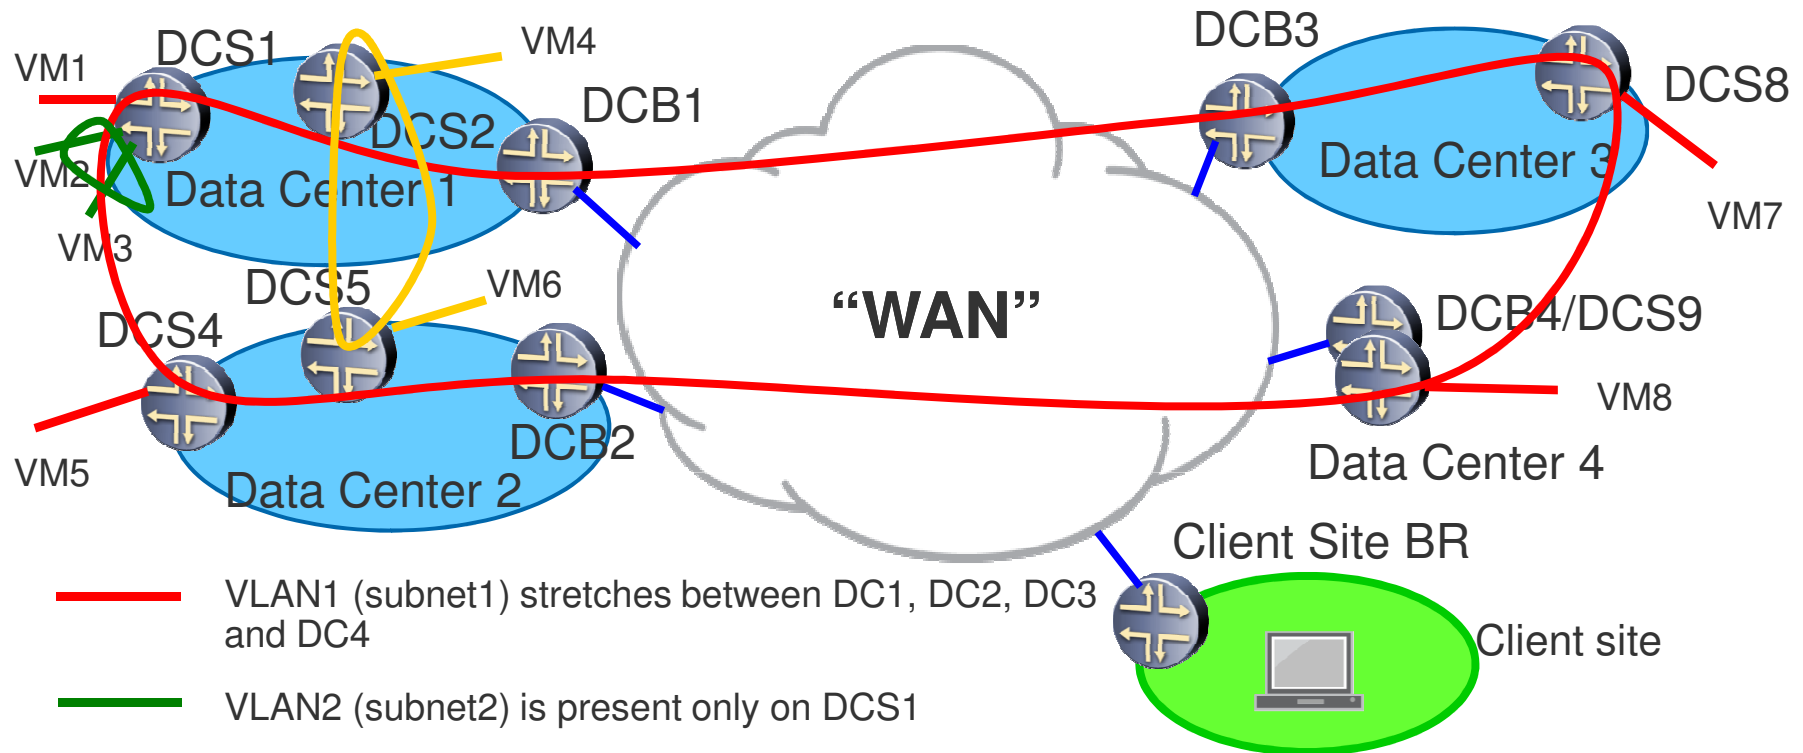 DCS1
VM4
DCB3
VM1
DCB1
DCS8
DCS2
VM2
Data Center 1
Data Center 3
VM7
VM3
DCS5
VM6
“WAN”
DCB4/DCS9
DCS4
VM8
DCB2
VM5
Data Center 2
Data Center 4
Client Site BR
VLAN1 (subnet1) stretches between DC1, DC2, DC3
and DC4
Client site
VLAN2 (subnet2) is present only on DCS1